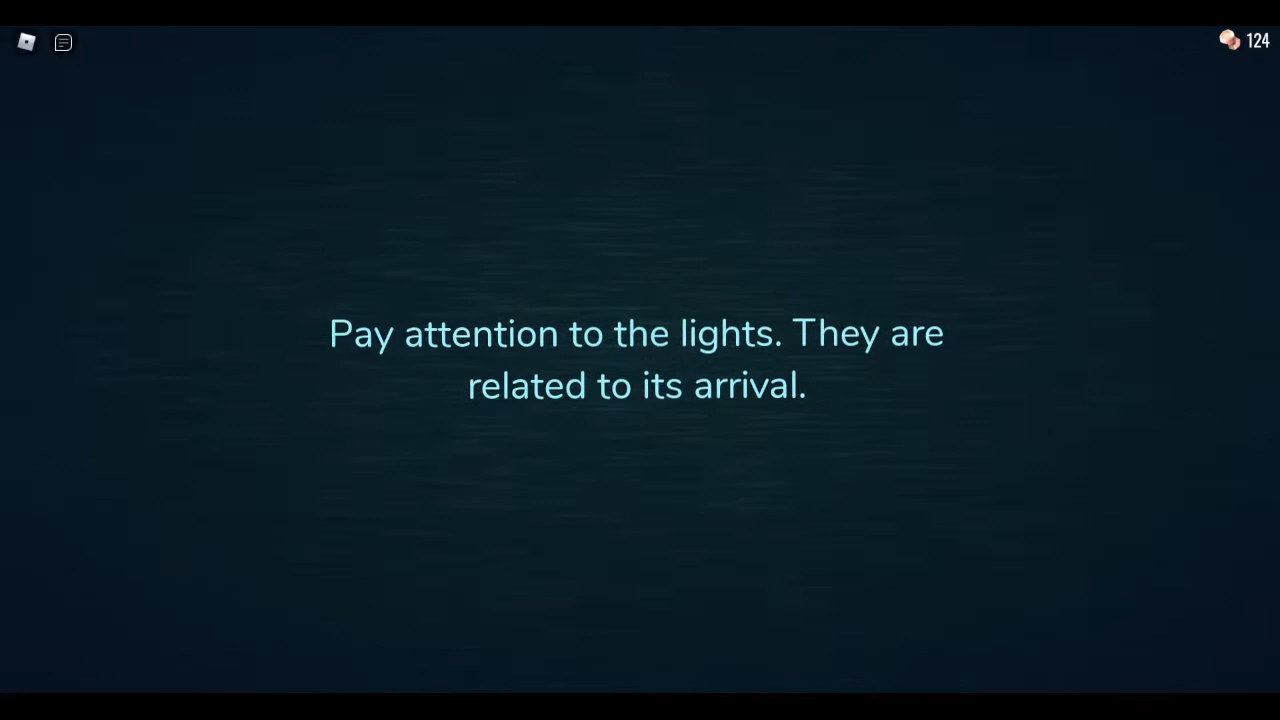 124
Pay attention to the lights. They are
related to its arrival.